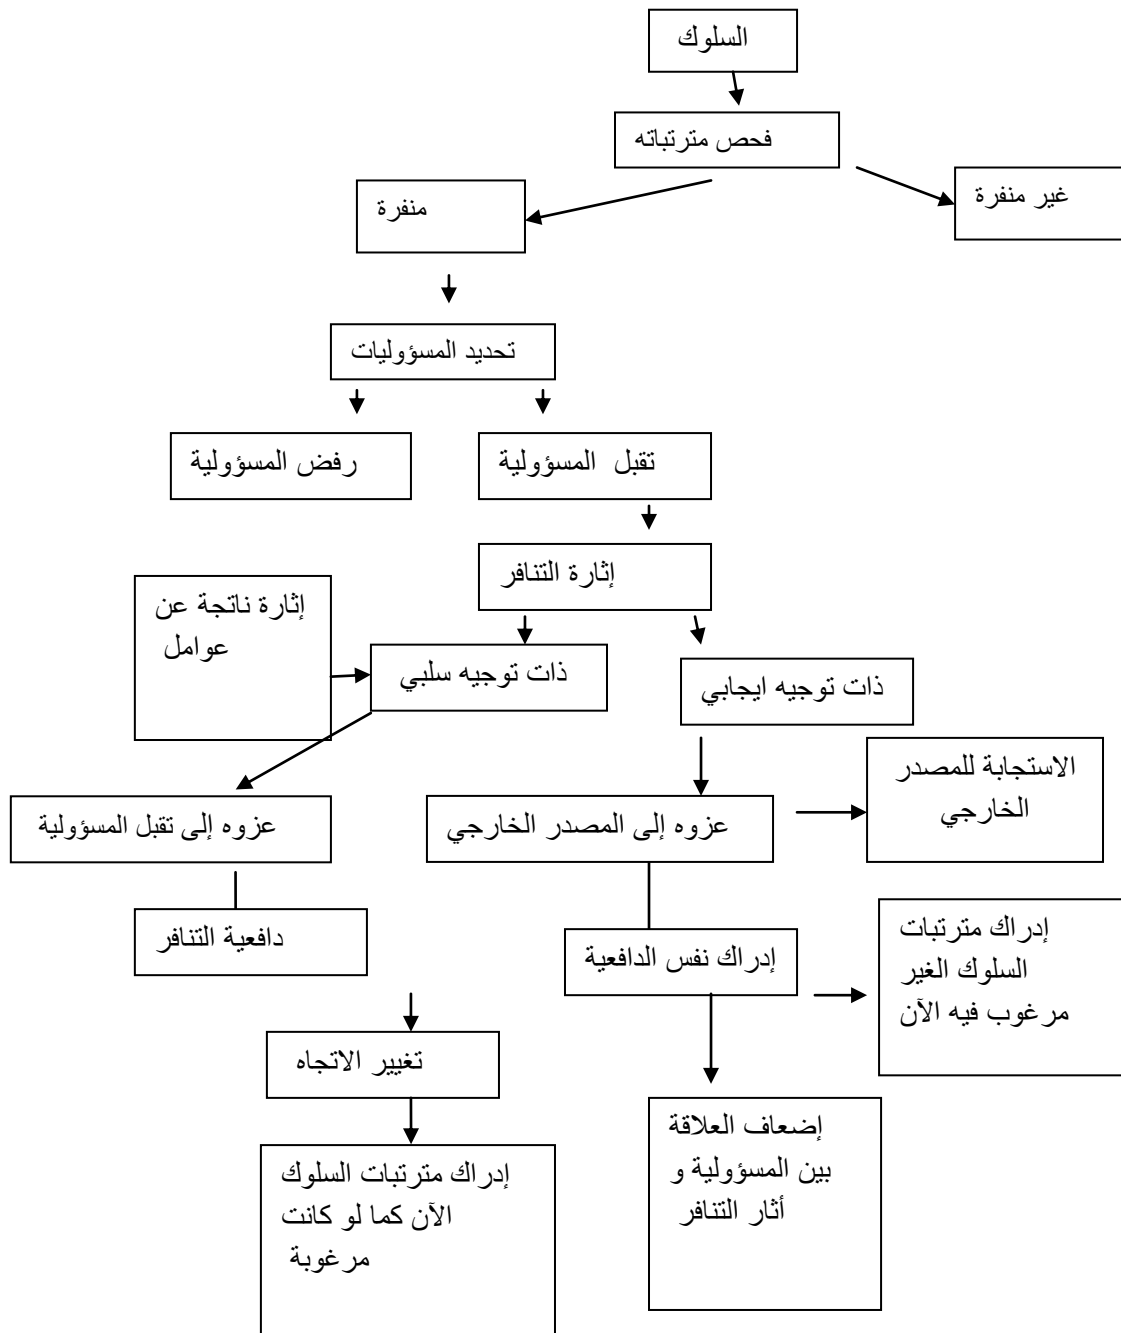 السلوك
فحص مترتباته
غير منفرة
منفرة
تحديد المسؤوليات
تقبل المسؤولية
رفض المسؤولية
إثارة التنافر
إثارة ناتجة عن
عوامل
ذات توجيه سلبي
ذات توجيه ايجابي
الاستجابة للمصدر
الخارجي
عزوه إلى المصدر الخارجي
عزوه إلى تقبل المسؤولية
إدراك مترتبات
السلوك الغير
مرغوب فيه الآن
إدراك نفس الدافعية
دافعية التنافر
تغيير الاتجاه
إضعاف العلاقة
بين المسؤولية و
أثار التنافر
إدراك مترتبات السلوك
الآن كما لو كانت
مرغوبة